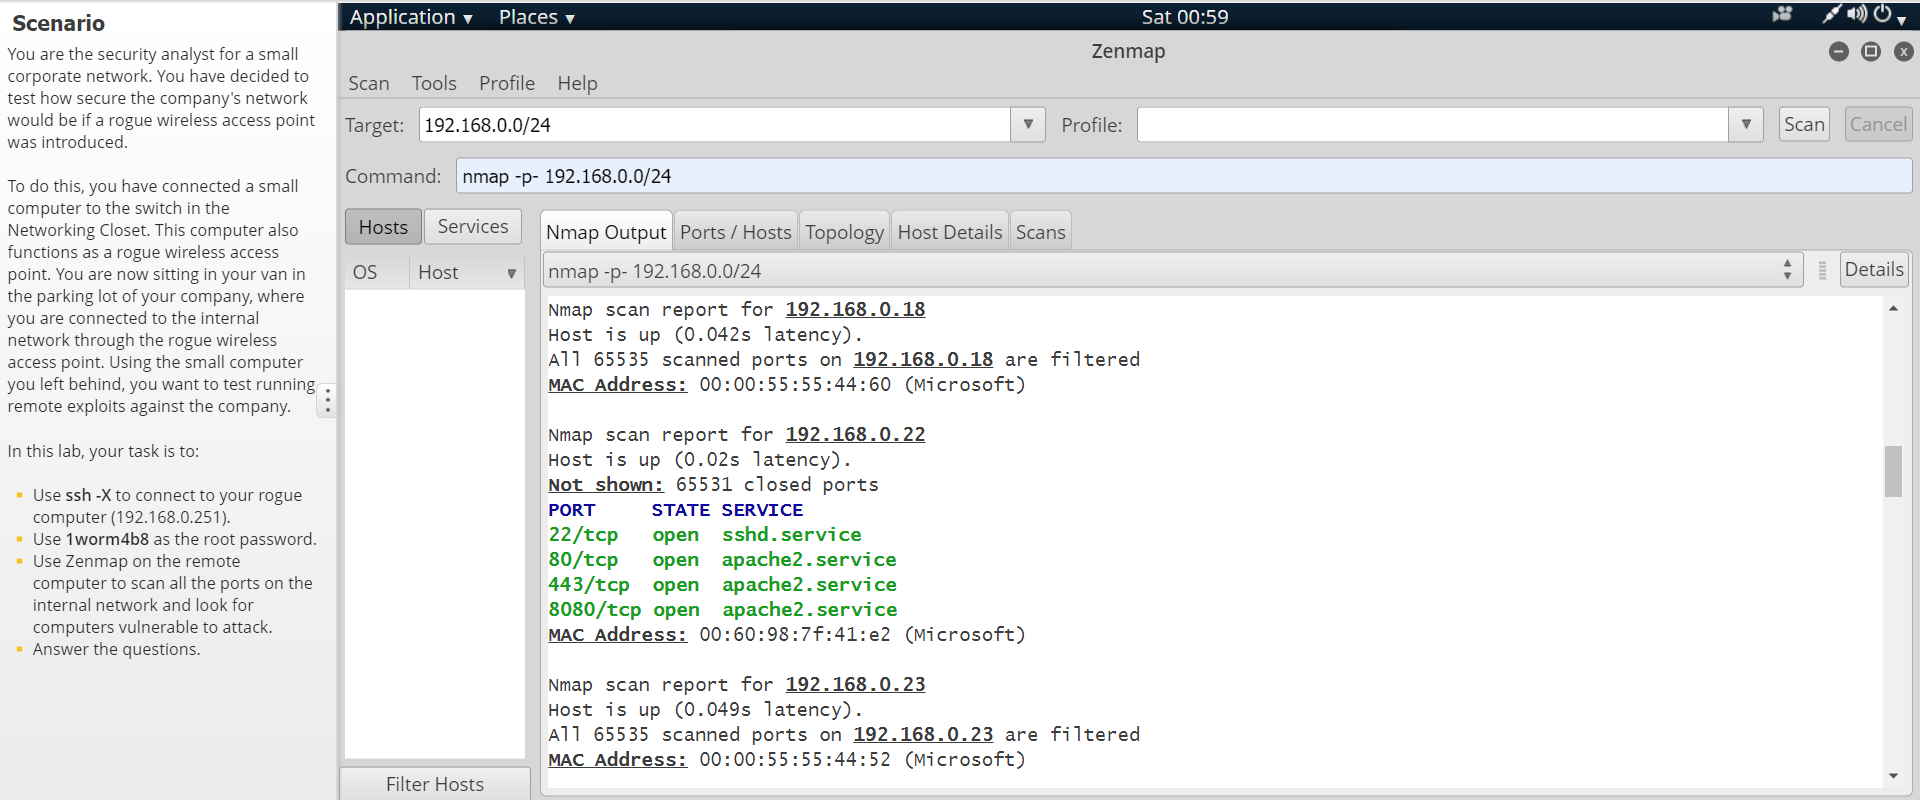 Scenario
You are the security analyst for a small
corporate network. You have decided to
test how secure the company's network
would be if a rogue wireless access point
was introduced.
To do this, you have connected a small
computer to the switch in the
Networking Closet. This computer also
functions as a rogue wireless access
point. You are now sitting in your van in
the parking lot of your company, where
you are connected to the internal
network through the rogue wireless
access point. Using the small computer
you left behind, you want to test running
remote exploits against the company.
In this lab, your task is to:
Use ssh -X to connect to your rogue
computer (192.168.0.251).
Use 1worm4b8 as the root password.
Use Zenmap on the remote
computer to scan all the ports on the
internal network and look for
computers vulnerable to attack.
Answer the questions.
Application Places Sat 00:59
Zenmap
Scan Tools Profile Help
Target: 192.168.0.0/24 Profile: Scan Cancel
Command: nmap -p- 192.168.0.0/24
Hosts Services
OS Host
Filter Hosts
Nmap Output Ports / Hosts Topology Host Details Scans
nmap -p- 192.168.0.0/24 Details
Nmap scan report for 192.168.0.18
Host is up (0.042s latency).
All 65535 scanned ports on 192.168.0.18 are filtered
MAC Address: 00:00:55:55:44:60 (Microsoft)
Nmap scan report for 192.168.0.22
Host is up (0.02s latency).
Not shown: 65531 closed ports
PORT STATE SERVICE
22/tcp open sshd.service
80/tcp open apache2.service
443/tcp open apache2.service
8080/tcp open apache2.service
MAC Address: 00:60:98:7f:41:e2 (Microsoft)
Nmap scan report for 192.168.0.23
Host is up (0.049s latency).
All 65535 scanned ports on 192.168.0.23 are filtered
MAC Address: 00:00:55:55:44:52 (Microsoft)